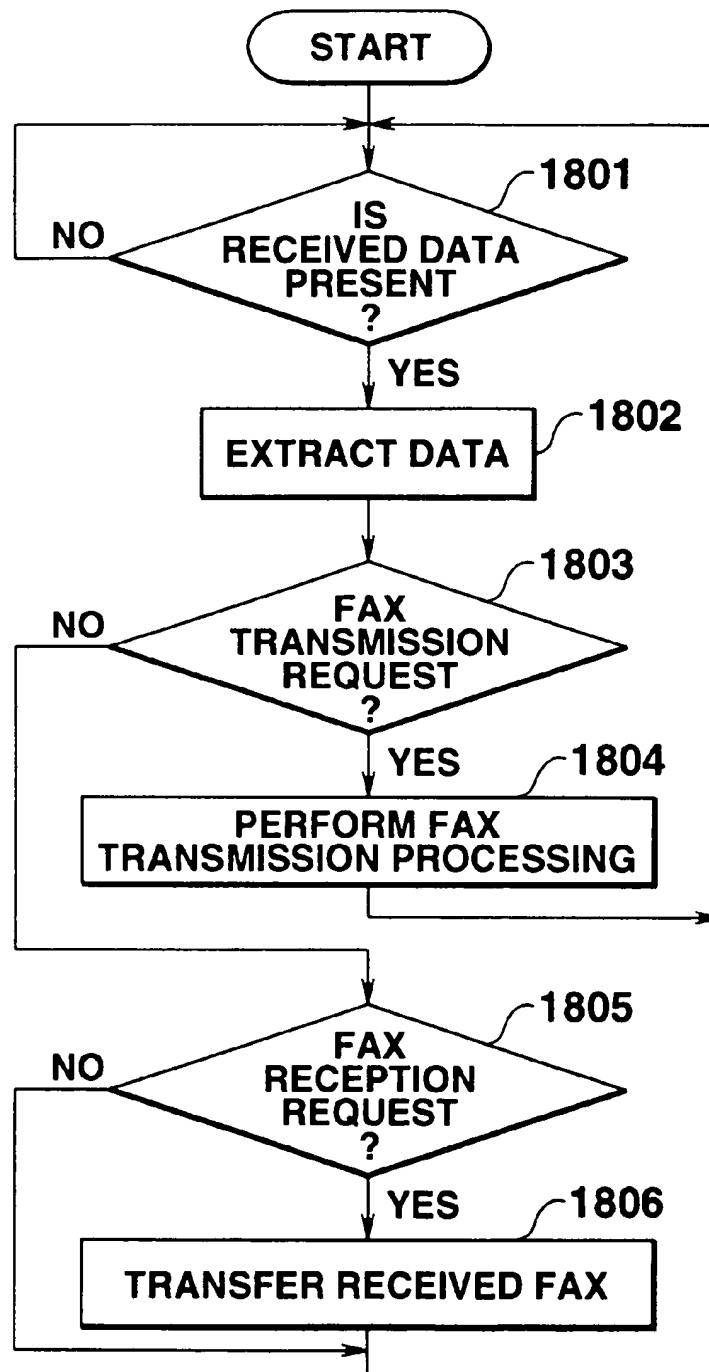 START
1801
IS
RECEIVED DATA
PRESENT
?
NO
YES
1802
EXTRACT DATA
1803
FAX
TRANSMISSION
REQUEST
?
NO
YES
1804
PERFORM FAX
TRANSMISSION PROCESSING
1805
FAX
RECEPTION
REQUEST
?
NO
YES
1806
TRANSFER RECEIVED FAX